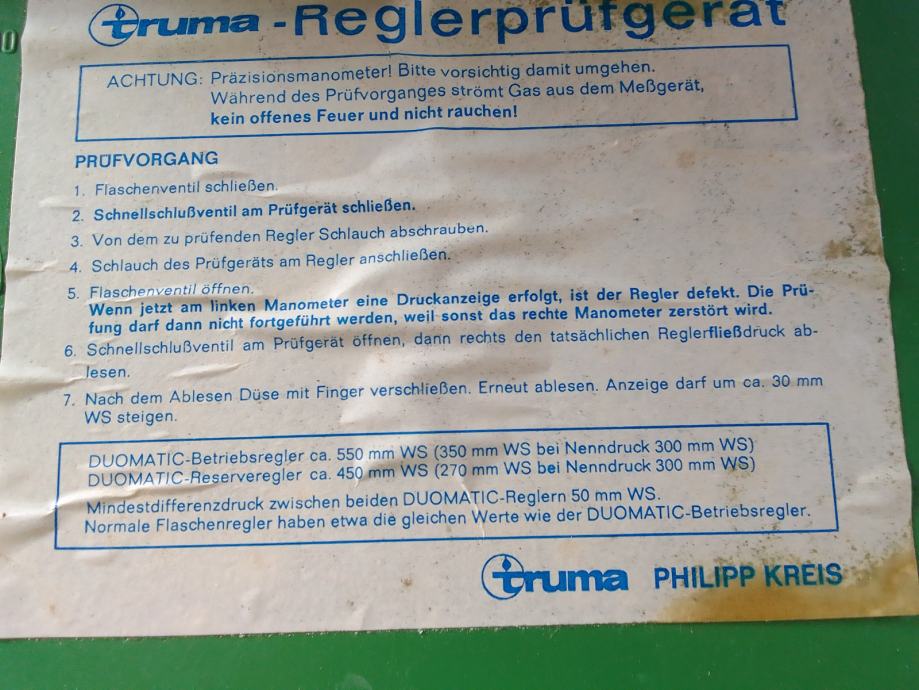 truma -Reglerprüfgerät
ACHTUNG: Präzisionsmanometer! Bitte vorsichtig damit umgehen.
Während des Prüfvorganges strömt Gas aus dem Meßgerät,
kein offenes Feuer und nicht rauchen!
PRÜFVORGANG
1. Flaschenventil schließen.
2. Schnellschlußventil am Prüfgerät schließen.
3. Von dem zu prüfenden Regler Schlauch abschrauben.
4. Schlauch des Prüfgeräts am Regler anschließen.
5. Flaschenventil öffnen.
Wenn jetzt am linken Manometer eine Druckanzeige erfolgt, ist der Regler defekt. Die Prü-
fung darf dann nicht fortgeführt werden, weil sonst das rechte Manometer zerstört wird.
6. Schnellschlußventil am Prüfgerät öffnen, dann rechts den tatsächlichen Reglerfließdruck ab-
lesen.
7. Nach dem Ablesen Düse mit Finger verschließen. Erneut ablesen. Anzeige darf um ca. 30 mm
WS steigen.
DUOMATIC-Betriebsregler ca. 550 mm WS (350 mm WS bei Nenndruck 300 mm WS)
DUOMATIC-Reserveregler ca. 450 mm WS (270 mm WS bei Nenndruck 300 mm WS)
Mindestdifferenzdruck zwischen beiden DUOMATIC-Reglern 50 mm WS.
Normale Flaschenregler haben etwa die gleichen Werte wie der DUOMATIC-Betriebsregler.
truma PHILIPP KREIS